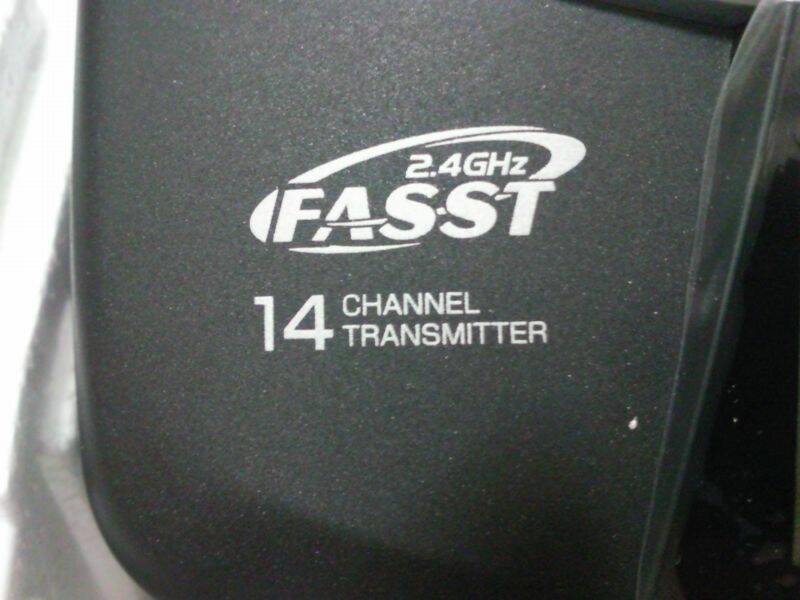 2.4GHz
FASST
14 CHANNEL
TRANSMITTER